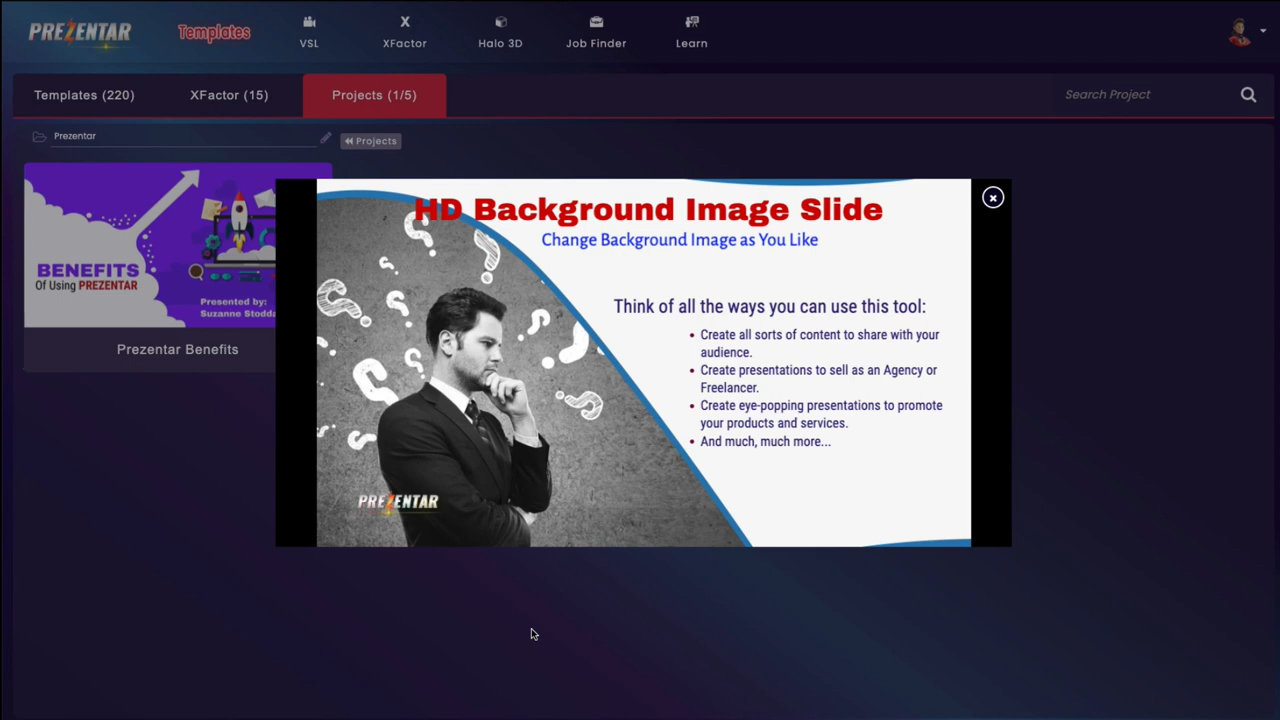 PREZENTAR
Templates
VSL
XFactor
Halo 3D
Job Finder
Learn
Templates (220)
XFactor (15)
Projects (1/5)
Search Project
Prezentar
Projects
BENEFITS
Of Using PREZENTAR
Presented by:
Suzanne Stodda
Prezentar Benefits
HD Background Image Slide
Change Background Image as You Like
Think of all the ways you can use this tool:
• Create all sorts of content to share with your
audience.
• Create presentations to sell as an Agency or
Freelancer.
• Create eye-popping presentations to promote
your products and services.
• And much, much more...
PREZENTAR